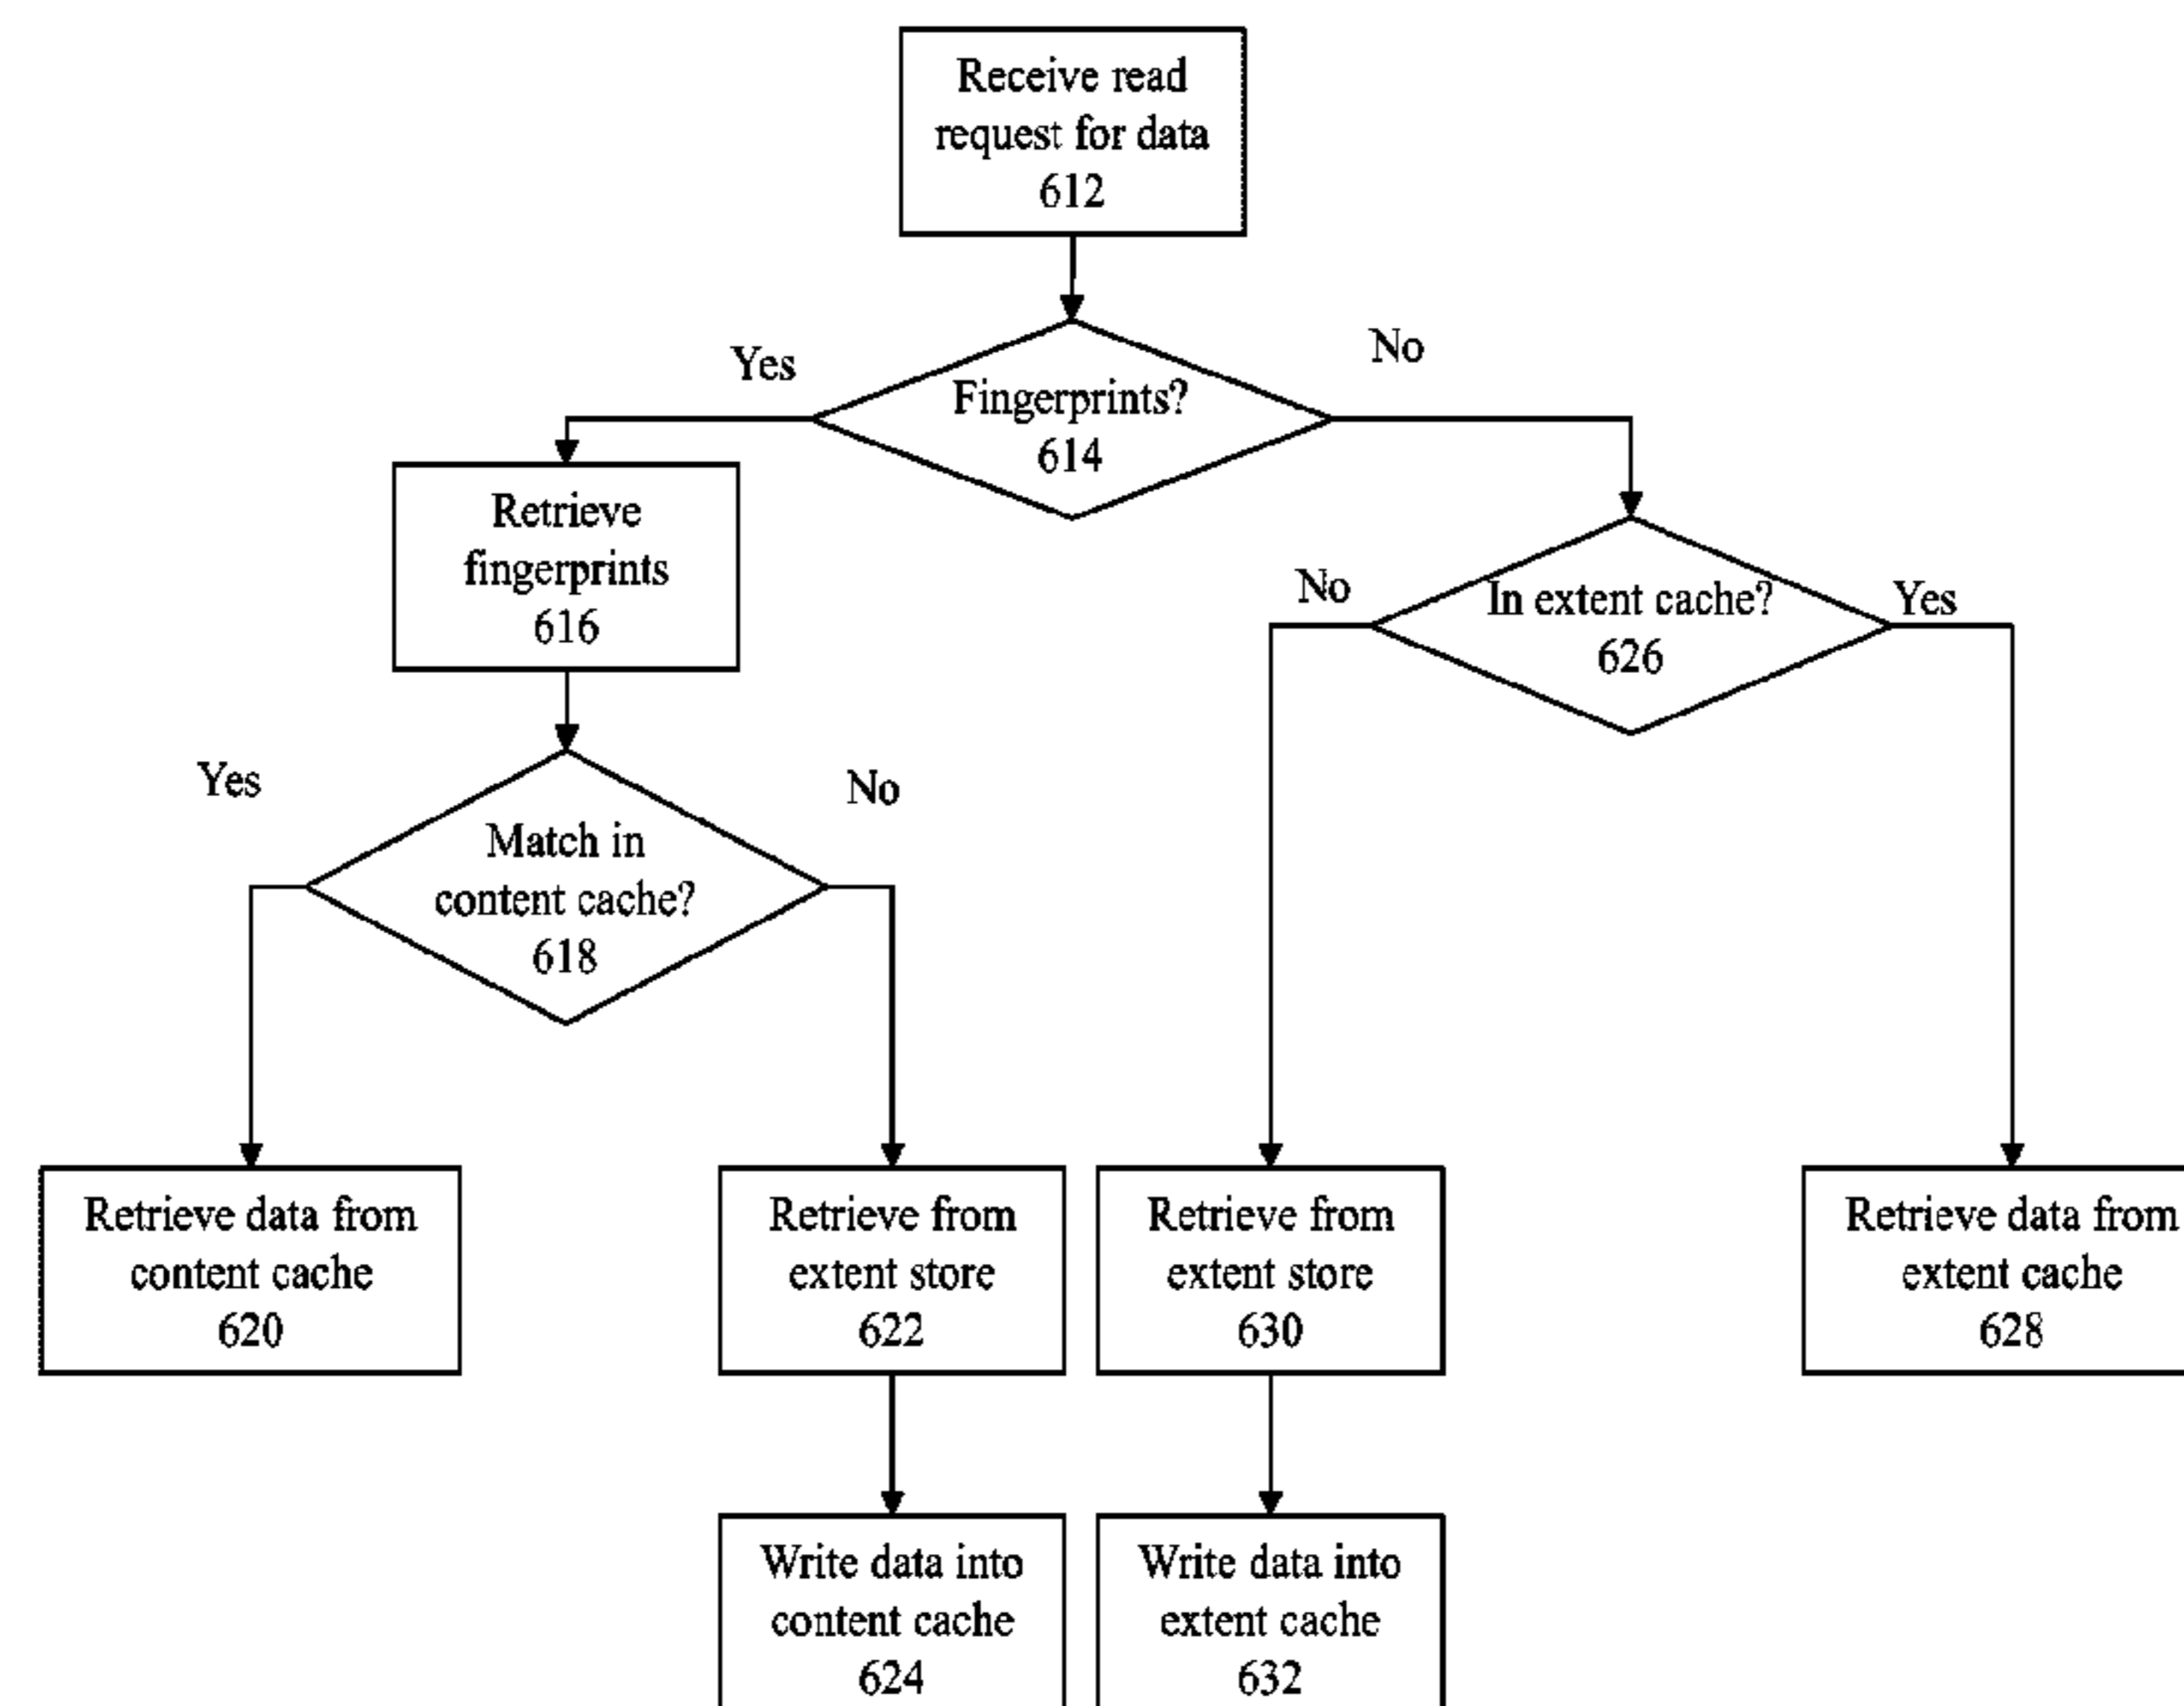 Receive read
request for data
612
Yes
No
Fingerprints?
614
Retrieve
fingerprints
616
No
In extent cache?
626
Yes
Yes
No
Match in
content cache?
618
Retrieve data from
content cache
620
Retrieve from
extent store
622
Retrieve from
extent store
630
Retrieve data from
extent cache
628
Write data into
content cache
624
Write data into
extent cache
632